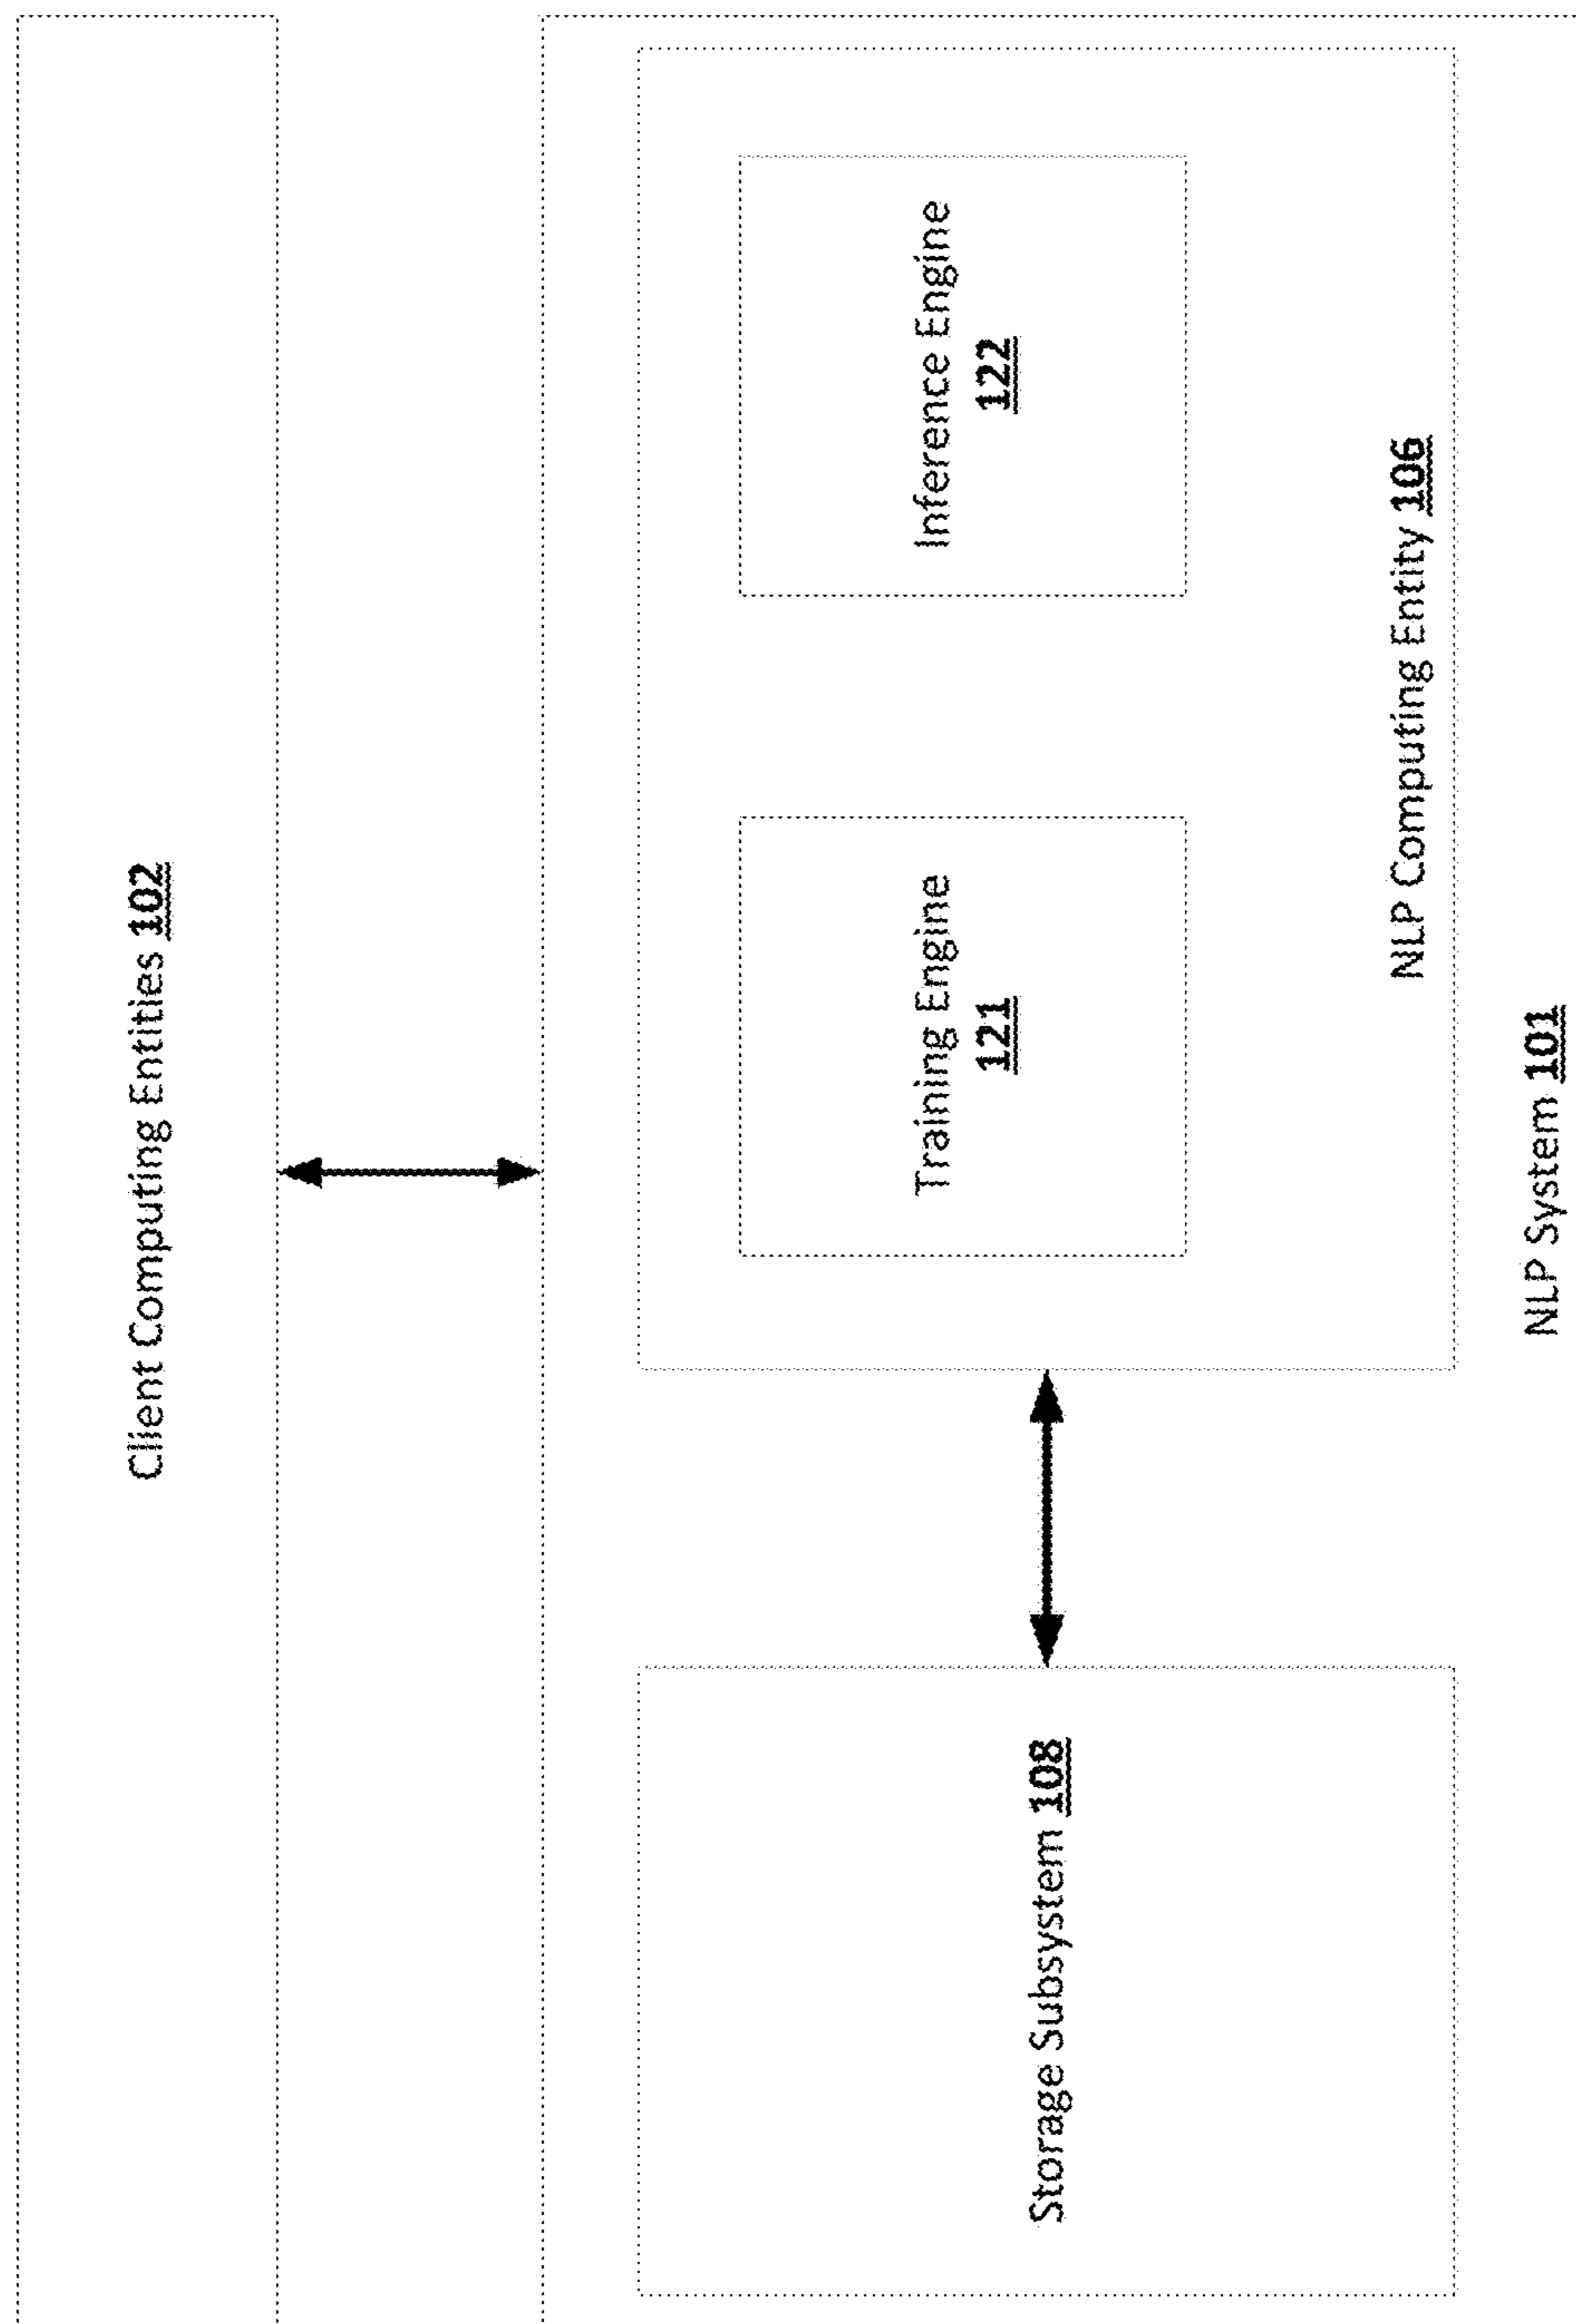 Client Computing Entities 102
Storage Subsystem 108
Training Engine
121
Inference Engine
122
NLP Computing Entity 106
NLP System 101